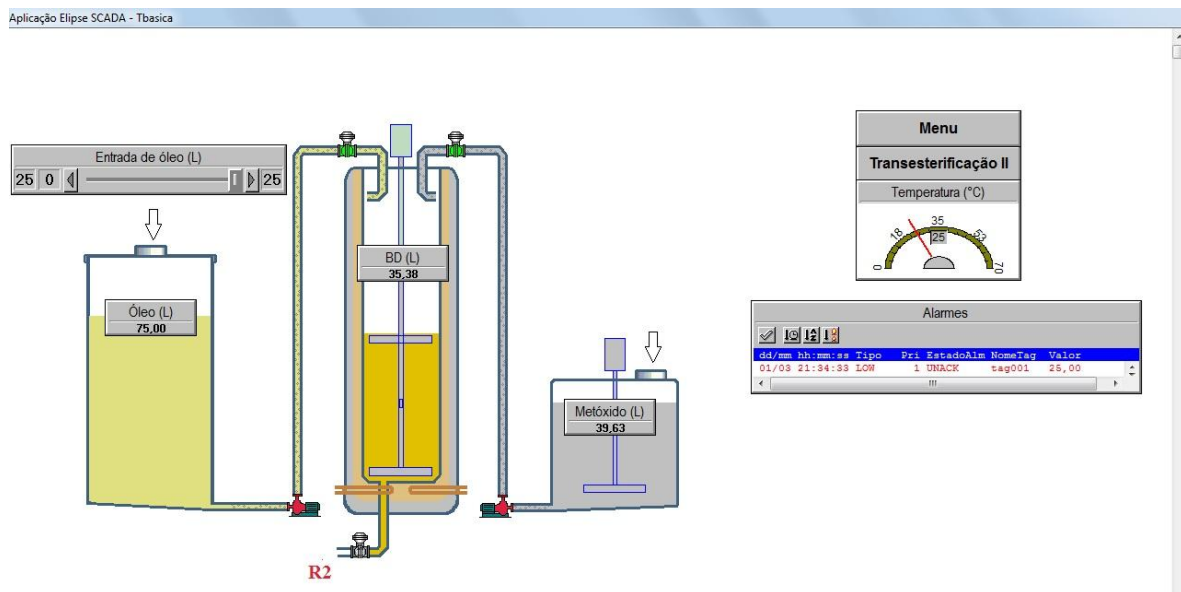 Aplicação Elipse SCADA - Tbasica
Entrada de óleo (L)
25 0 25
Menu
Transesterificação II
Temperatura (°C)
0 18 35 53 70
25
BD (L)
35,38
Óleo (L)
75,00
Alarmes
dd/mm hh:mm:ss Tipo Pri EstadoAlm NomeTag Valor
01/03 21:34:33 LOW 1 UNACK tag001 25,00
Metóxido (L)
39,63
R2